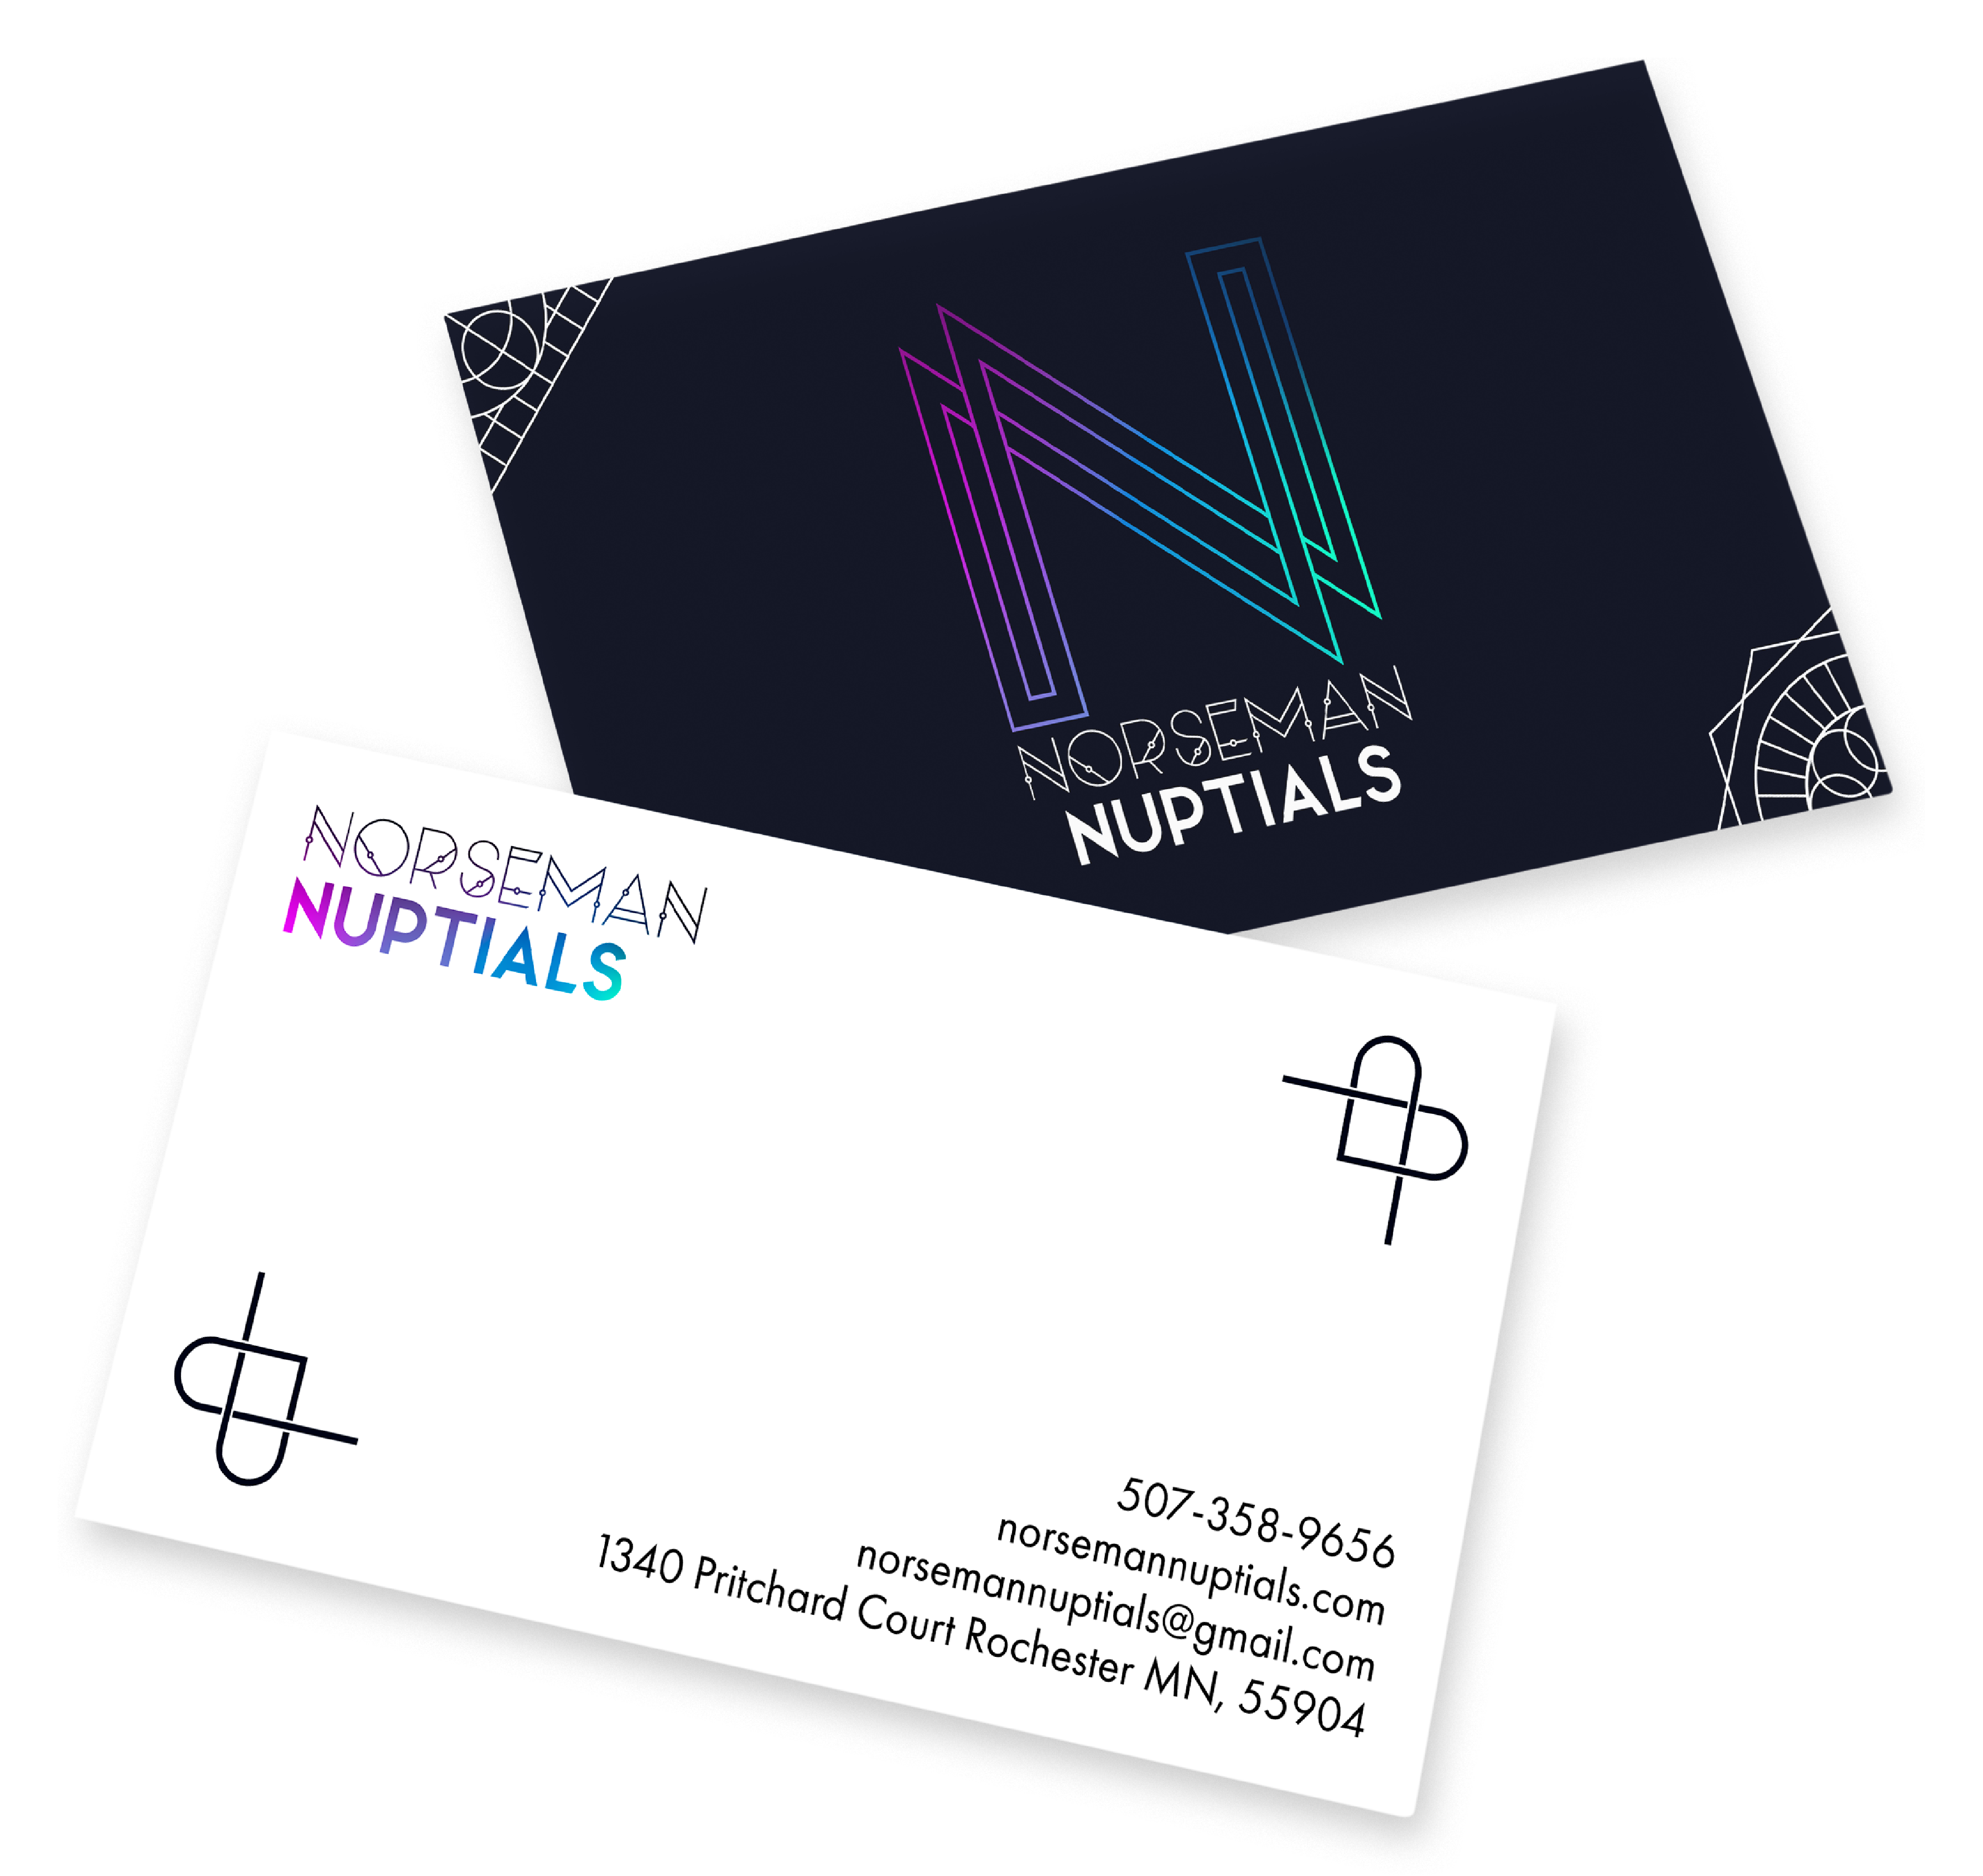 N
NORSEMAN
NUPTIALS
NORSEMAN
NUPTIALS
507-358-9656
norsemannuptials.com
norsemannuptials@gmail.com
1340 Pritchard Court Rochester MN, 55904